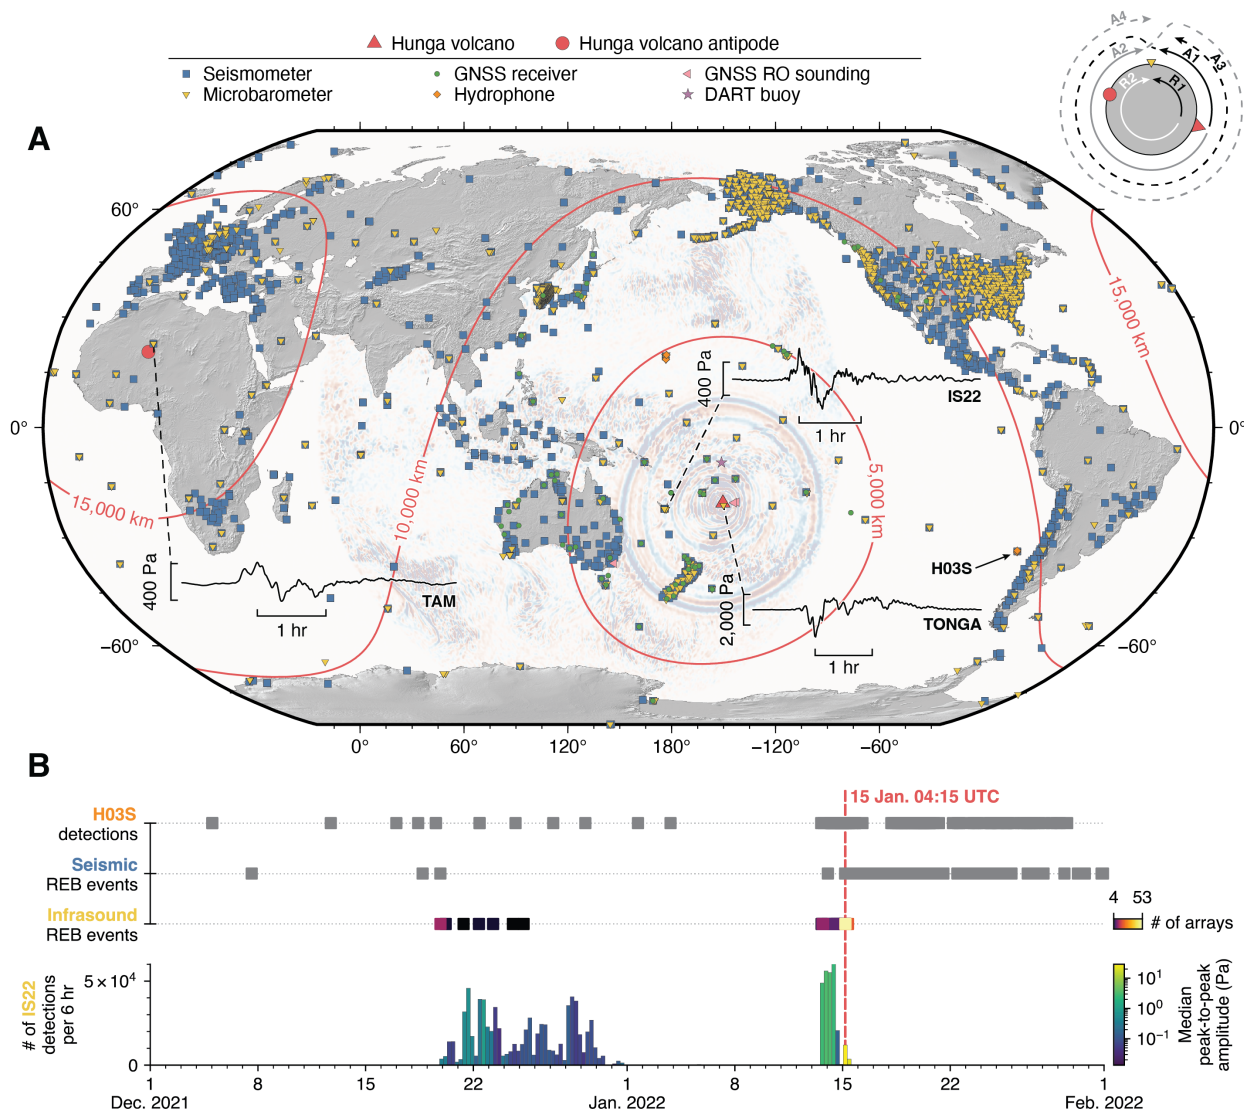 Hunga volcano
Hunga volcano antipode
Seismometer
GNSS receiver
GNSS RO sounding
Microbarometer
Hydrophone
DART buoy
A4
A2
A1
A3
R2
R1
A
60°
0°
−60°
0°
−60°
15,000 km
15,000 km
10,000 km
5,000 km
400 Pa
IS22
1 hr
400 Pa
TAM
1 hr
2,000 Pa
TONGA
1 hr
H03S
0°
60°
120°
180°
−120°
−60°
B
15 Jan. 04:15 UTC
H03S
detections
Seismic
REB events
Infrasound
REB events
4
53
# of arrays
# of IS22
detections
per 6 hr
5 × 10⁴
0
10¹
10⁰
10⁻¹
Median
peak-to-peak
amplitude (Pa)
1
8
15
22
1
8
15
22
1
Dec. 2021
Jan. 2022
Feb. 2022